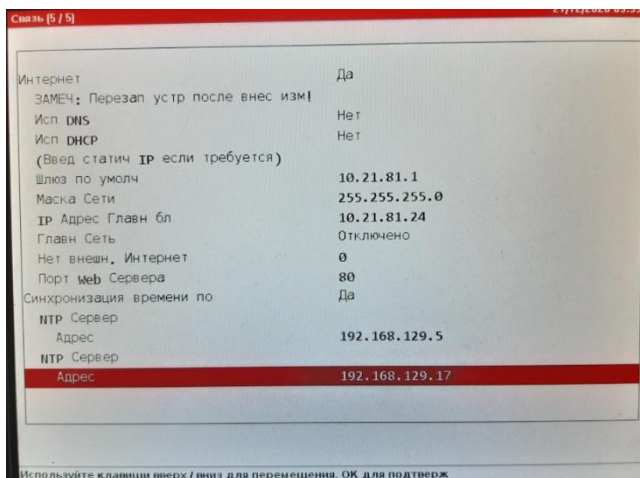 Связь [5 / 5]
Интернет Да
ЗАМЕЧ: Перезап устр после внес изм!
Исп DNS Нет
Исп DHCP Нет
(Введ статич IP если требуется)
Шлюз по умолч 10.21.81.1
Маска Сети 255.255.255.0
IP Адрес Главн бл 10.21.81.24
Главн Сеть Отключено
Нет внешн. Интернет 0
Порт Web Сервера 80
Синхронизация времени по Да
NTP Сервер
Адрес 192.168.129.5
NTP Сервер
Адрес 192.168.129.17
Используйте клавиши вверх / вниз для перемещения, OK для подтверж